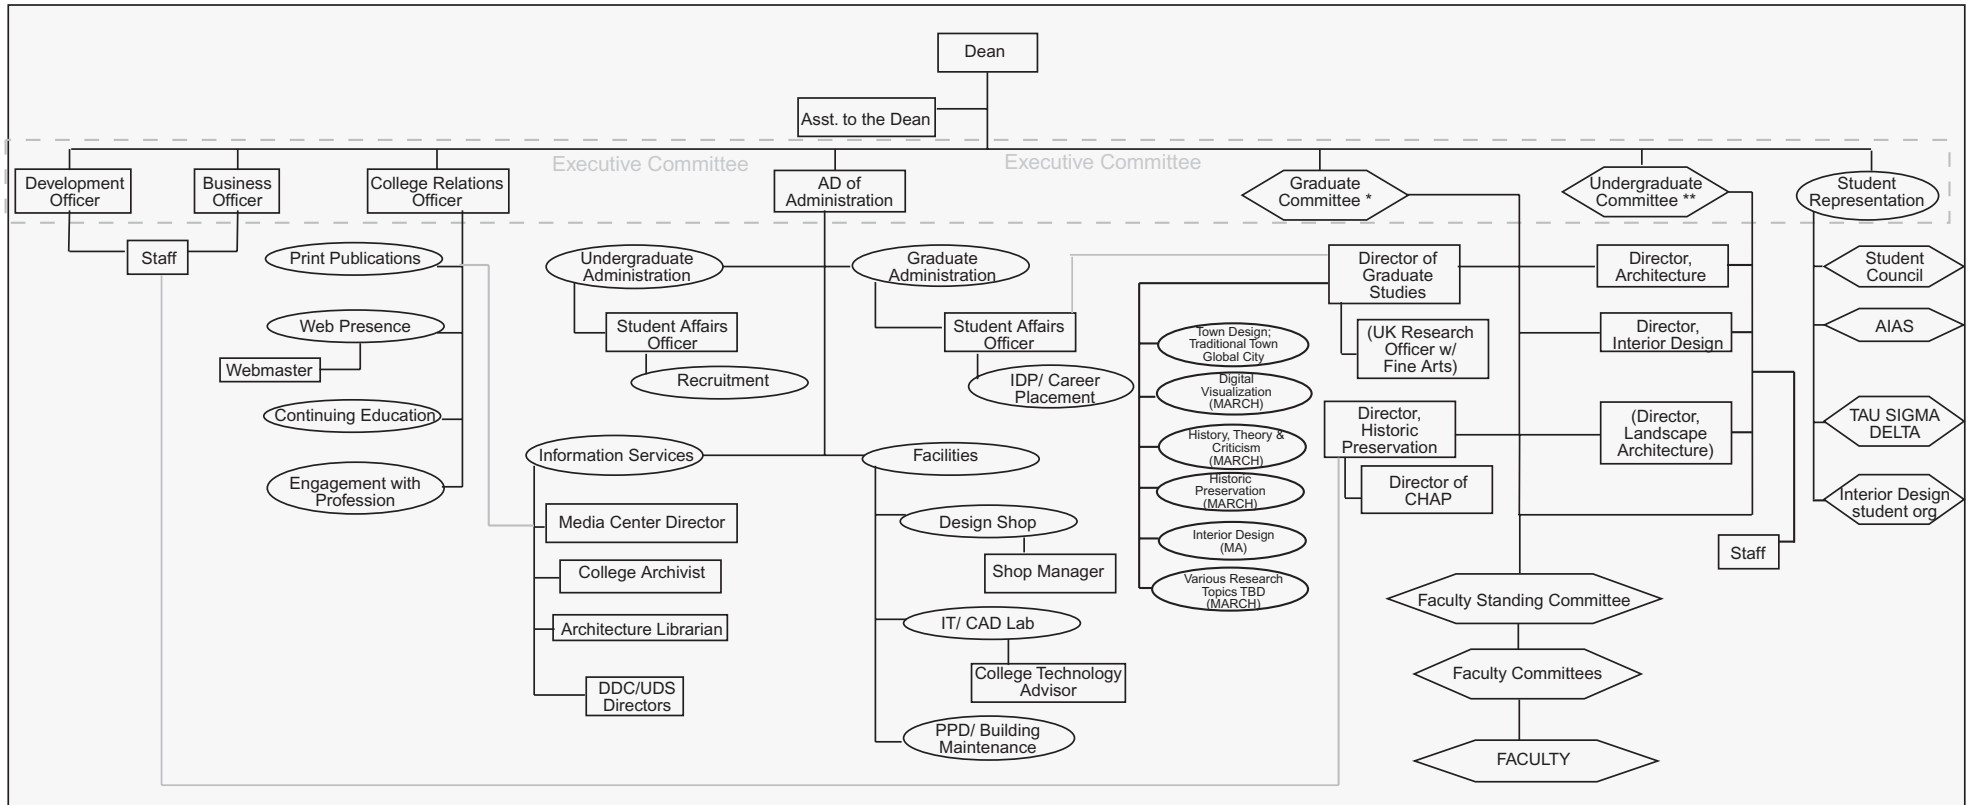 Dean
Asst. to the Dean
Executive Committee
Executive Committee
Development
Officer
Business
Officer
College Relations
Officer
AD of
Administration
Graduate
Committee *
Undergraduate
Committee **
Student
Representation
Staff
Print Publications
Web Presence
Webmaster
Continuing Education
Engagement with
Profession
Undergraduate
Administration
Student Affairs
Officer
Recruitment
Graduate
Administration
Student Affairs
Officer
IDP/ Career
Placement
Information Services
Media Center Director
College Archivist
Architecture Librarian
DDC/UDS
Directors
Facilities
Design Shop
Shop Manager
IT/ CAD Lab
College Technology
Advisor
PPD/ Building
Maintenance
Director of
Graduate
Studies
(UK Research
Officer w/
Fine Arts)
Town Design;
Traditional Town
Global City
Digital
Visualization
(MARCH)
History, Theory &
Criticism
(MARCH)
Historic
Preservation
(MARCH)
Interior Design
(MA)
Various Research
Topics TBD
(MARCH)
Director,
Historic
Preservation
Director of
CHAP
Director,
Architecture
Director,
Interior Design
(Director,
Landscape
Architecture)
Staff
Student
Council
AIAS
TAU SIGMA
DELTA
Interior Design
student org
Faculty Standing Committee
Faculty Committees
FACULTY